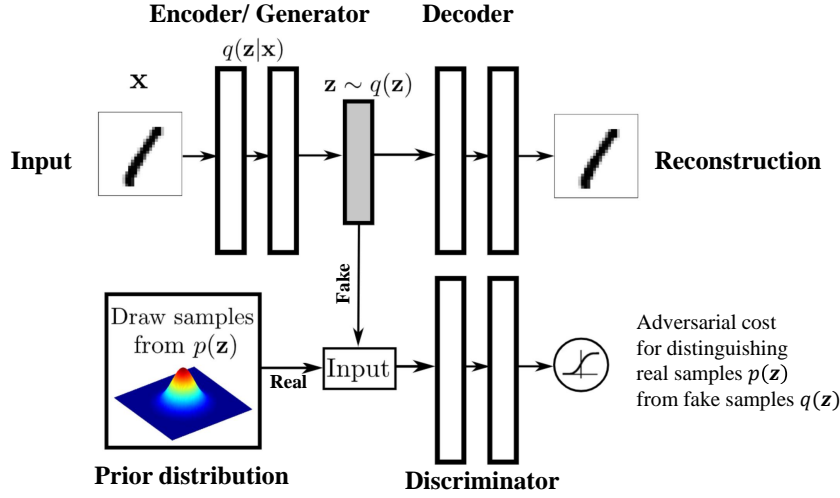 Encoder/ Generator
Decoder
q(𝐳|𝐱)
𝐱
𝐳 ∼ q(𝐳)
Input
Reconstruction
Fake
Draw samples
from p(𝐳)
Real
Input
Adversarial cost
for distinguishing
real samples p(𝒛)
from fake samples q(𝒛)
Prior distribution
Discriminator